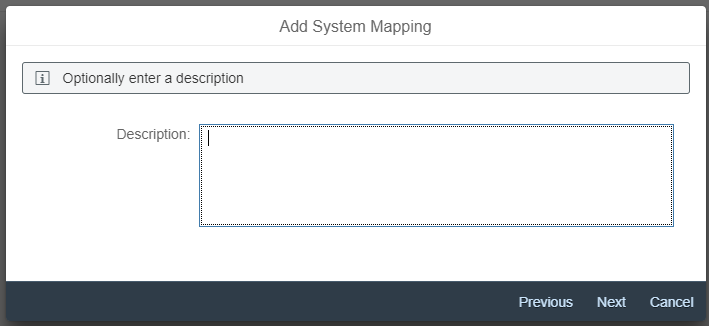 Add System Mapping
Optionally enter a description
Description:
Previous Next Cancel